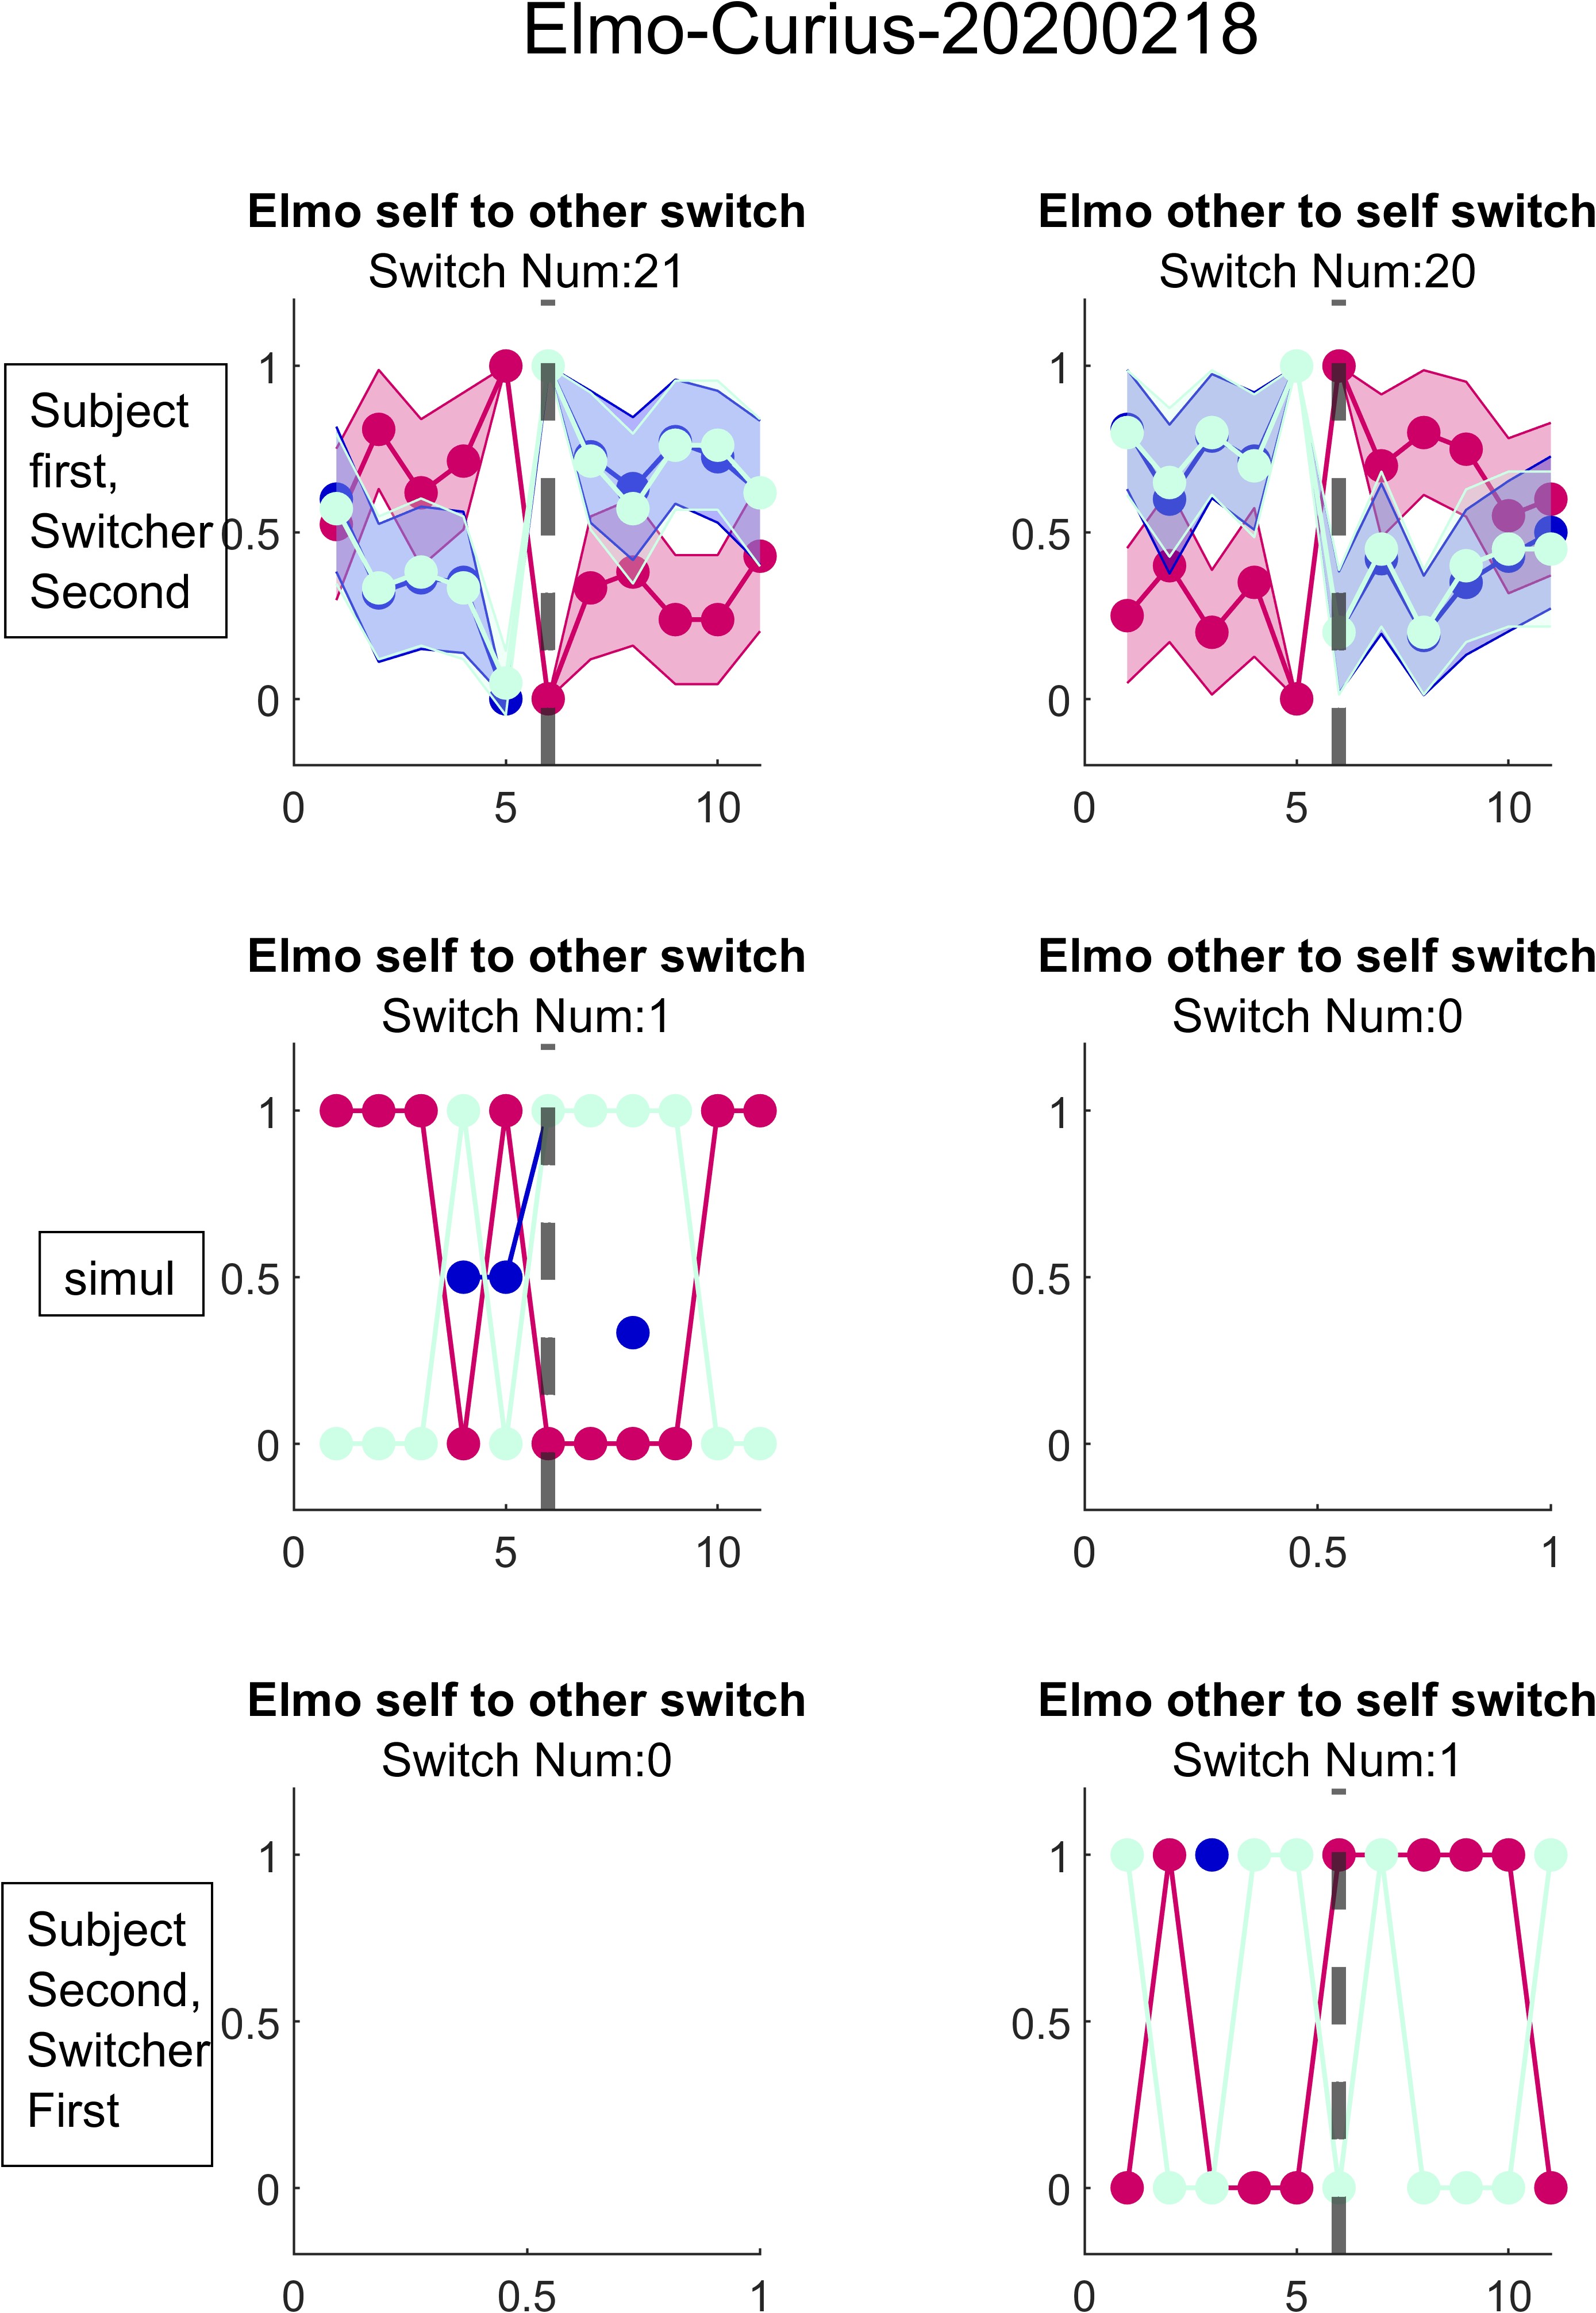 Elmo-Curius-20200218
Elmo self to other switch
Switch Num:21
Elmo other to self switch
Switch Num:20
Subject
first,
Switcher
Second
1
0.5
0
0
5
10
1
0.5
0
0
5
10
Elmo self to other switch
Switch Num:1
Elmo other to self switch
Switch Num:0
simul
1
0.5
0
0
5
10
1
0.5
0
0
0.5
1
Elmo self to other switch
Switch Num:0
Elmo other to self switch
Switch Num:1
Subject
Second,
Switcher
First
1
0.5
0
0
0.5
1
1
0.5
0
0
5
10